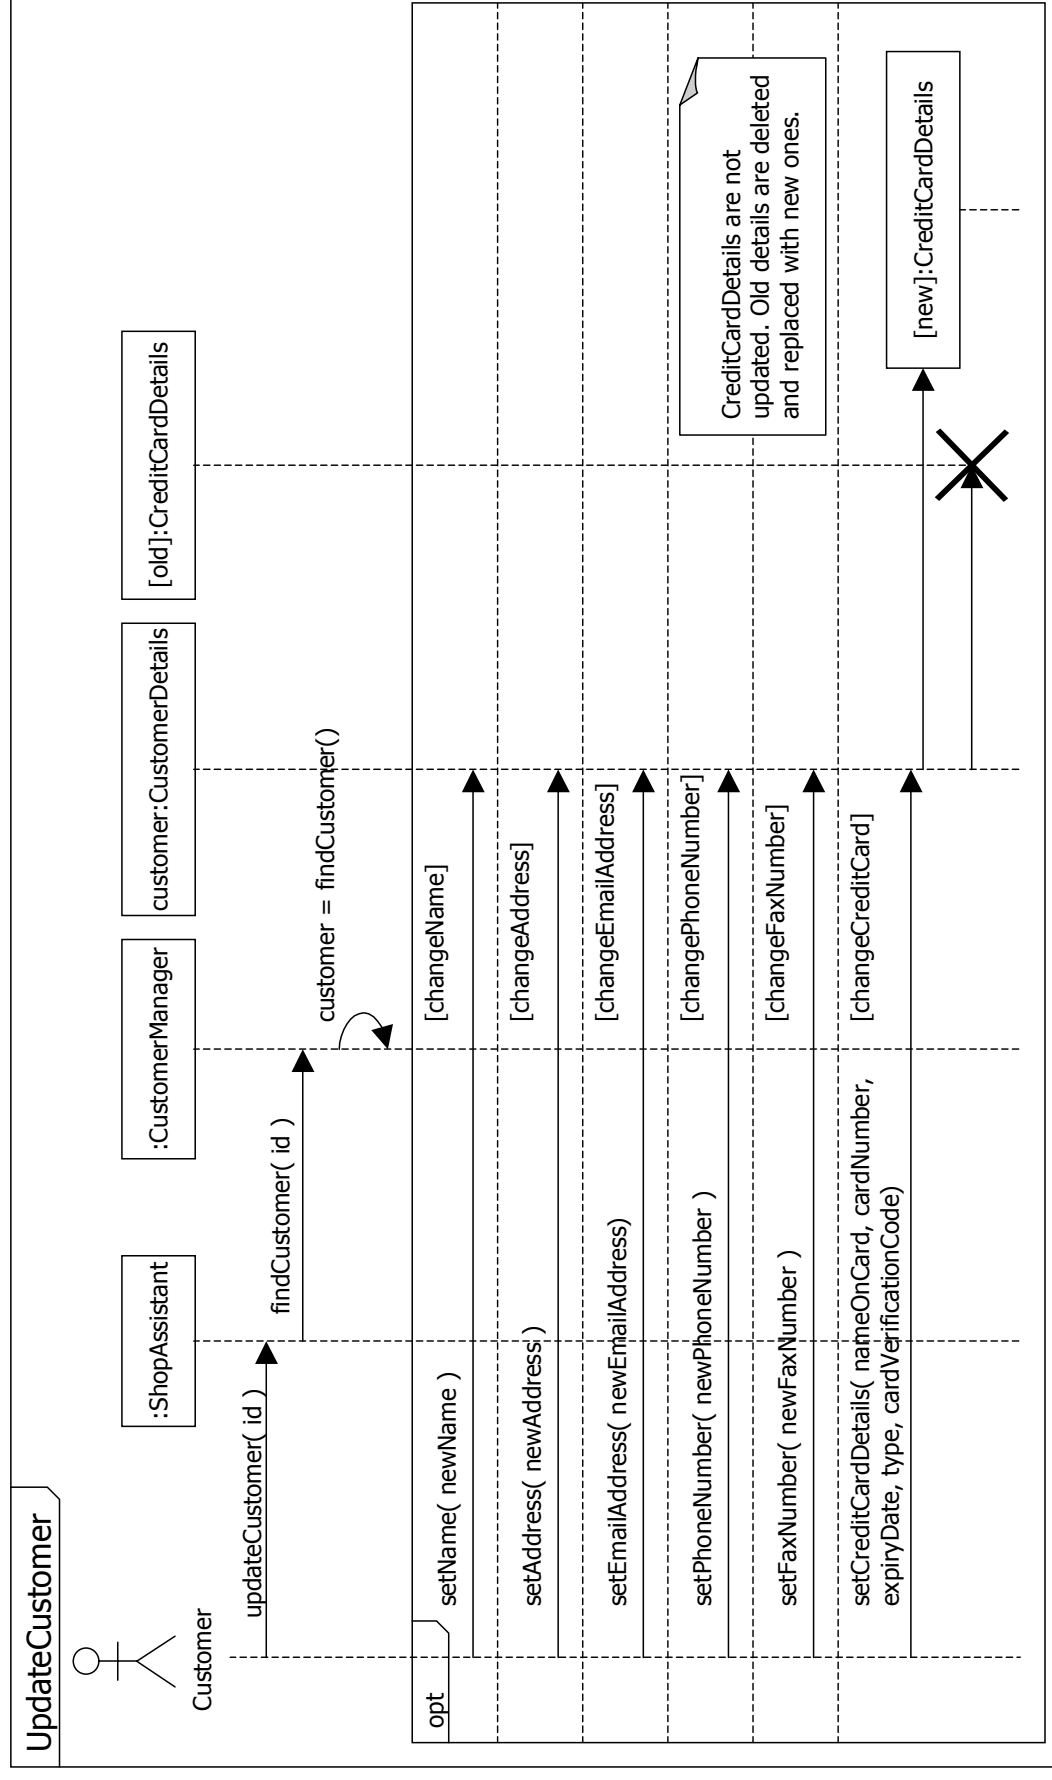 UpdateCustomer
Customer
:ShopAssistant
:CustomerManager
customer:CustomerDetails
[old]:CreditCardDetails
updateCustomer( id )
findCustomer( id )
customer = findCustomer()
opt
setName( newName )
[changeName]
setAddress( newAddress )
[changeAddress]
setEmailAddress( newEmailAddress)
[changeEmailAddress]
setPhoneNumber( newPhoneNumber )
[changePhoneNumber]
CreditCardDetails are not
updated. Old details are deleted
and replaced with new ones.
setFaxNumber( newFaxNumber )
[changeFaxNumber]
setCreditCardDetails( nameOnCard, cardNumber,
expiryDate, type, cardVerificationCode)
[changeCreditCard]
[new]:CreditCardDetails